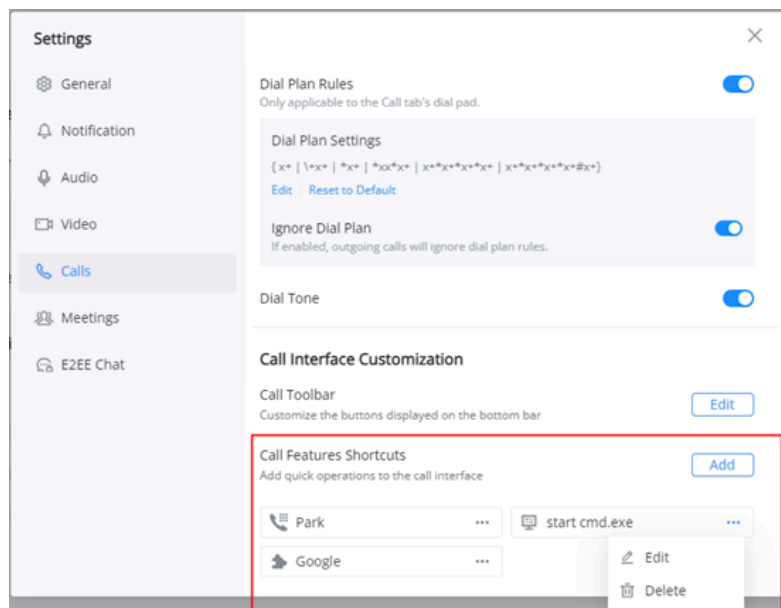 Settings
General
Notification
Audio
Video
Calls
Meetings
E2EE Chat
Dial Plan Rules
Only applicable to the Call tab's dial pad.
Dial Plan Settings
{ x+ | \+x+ | *x+ | *xx*x+ | x+*x+*x+*x+ | x+*x+*x+*x+#x+}
Edit | Reset to Default
Ignore Dial Plan
If enabled, outgoing calls will ignore dial plan rules.
Dial Tone
Call Interface Customization
Call Toolbar
Customize the buttons displayed on the bottom bar
Edit
Call Features Shortcuts
Add quick operations to the call interface
Add
Park ···
start cmd.exe ···
Google ···
Edit
Delete